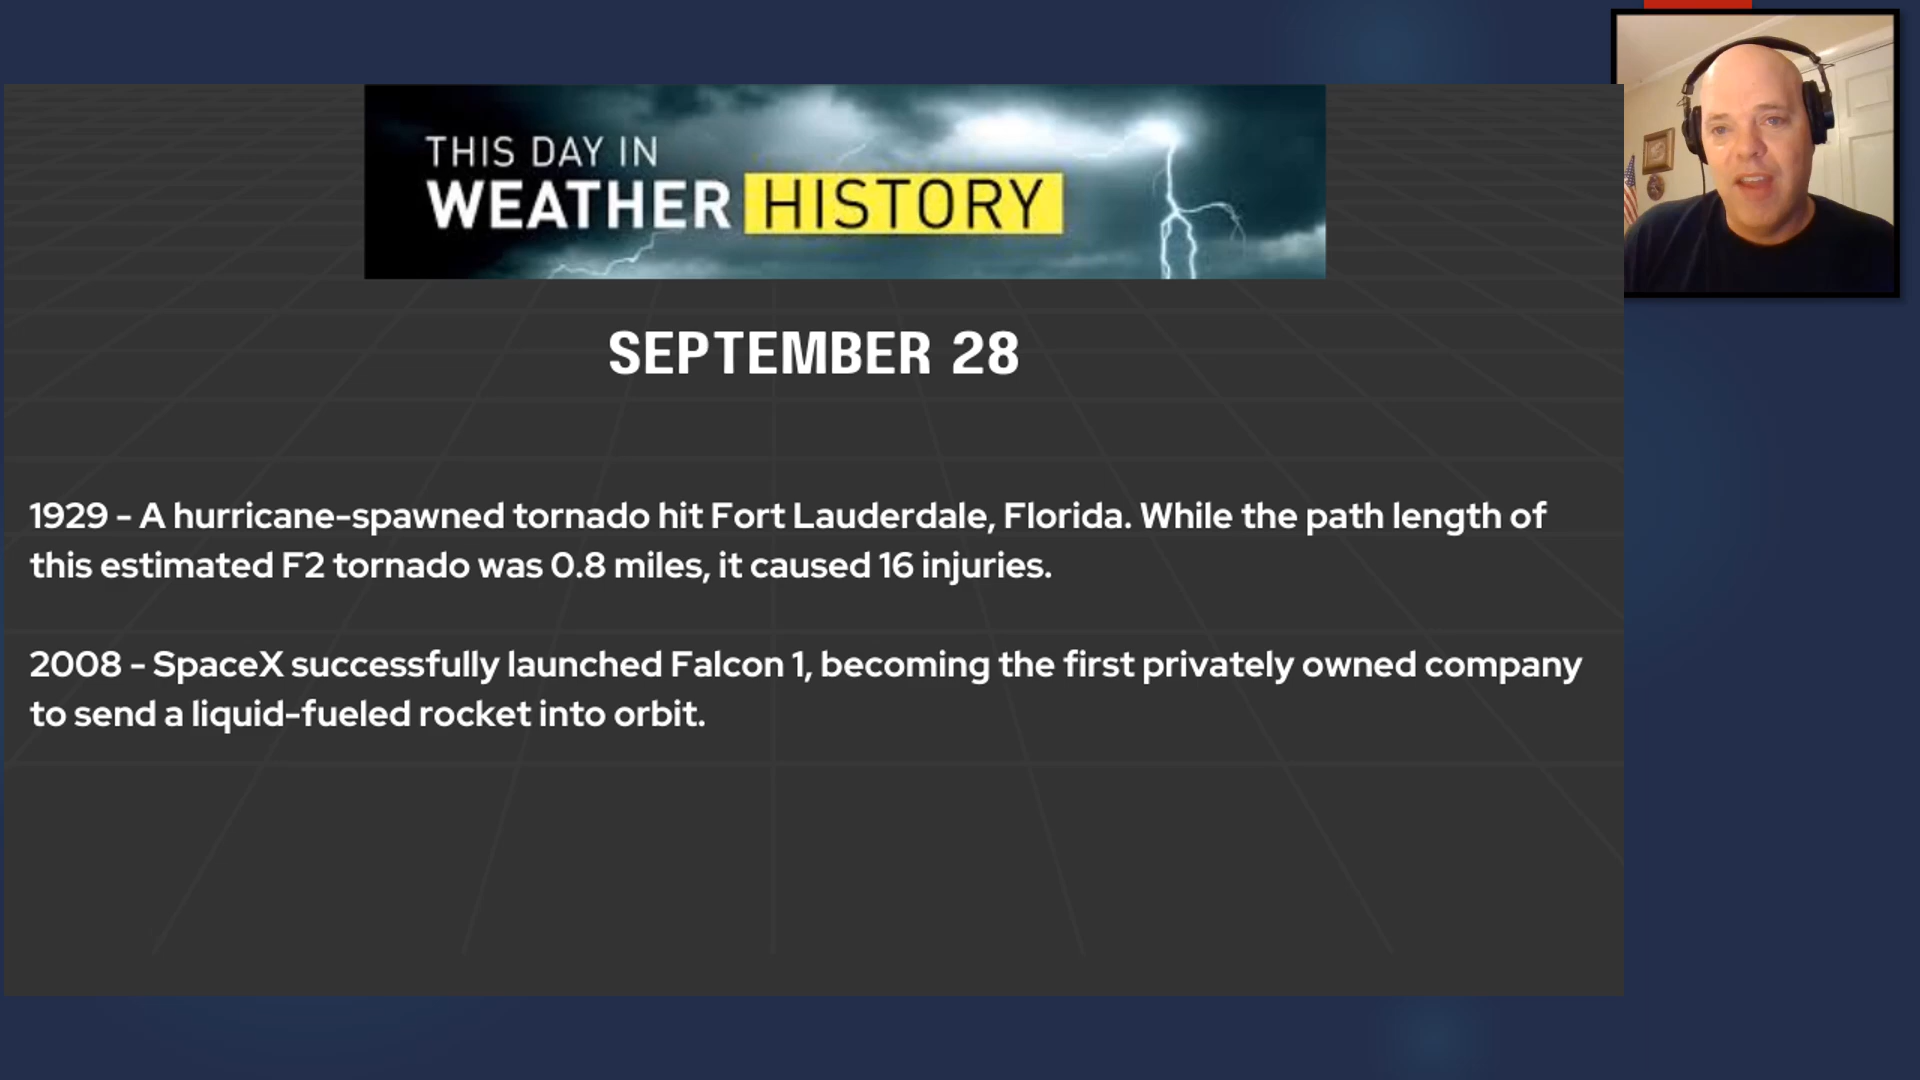 THIS DAY IN
WEATHER HISTORY
SEPTEMBER 28
1929 - A hurricane-spawned tornado hit Fort Lauderdale, Florida. While the path length of
this estimated F2 tornado was 0.8 miles, it caused 16 injuries.
2008 - SpaceX successfully launched Falcon 1, becoming the first privately owned company
to send a liquid-fueled rocket into orbit.